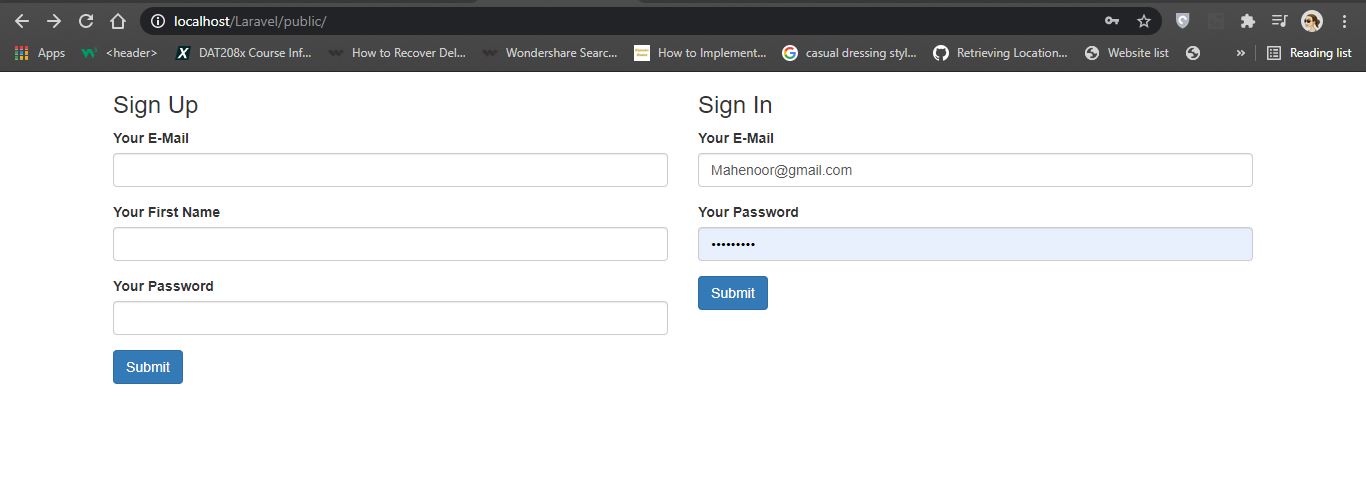 localhost/Laravel/public/
Apps <header> DAT208x Course Inf... How to Recover Del... Wondershare Searc... How to Implement... casual dressing styl... Retrieving Location... Website list » Reading list
Sign Up
Your E-Mail
Your First Name
Your Password
Submit
Sign In
Your E-Mail
Mahenoor@gmail.com
Your Password
•••••••••
Submit